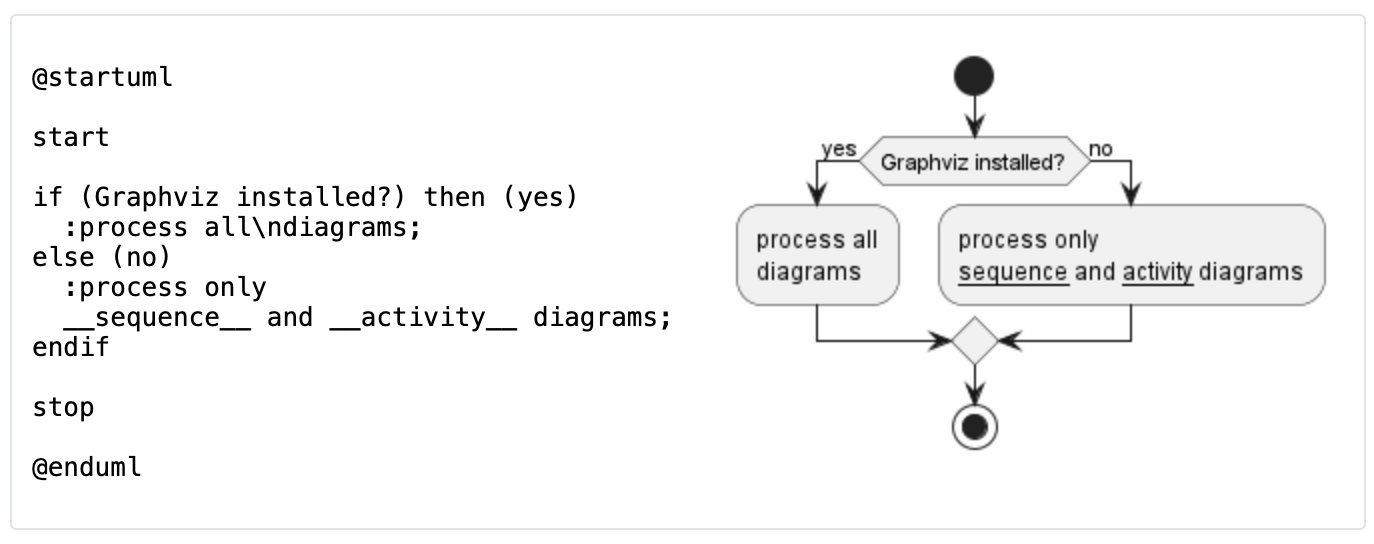 @startuml
start
if (Graphviz installed?) then (yes)
  :process all\ndiagrams;
else (no)
  :process only
  __sequence__ and __activity__ diagrams;
endif
stop
@enduml
yes
Graphviz installed?
no
process all
diagrams
process only
sequence and activity diagrams